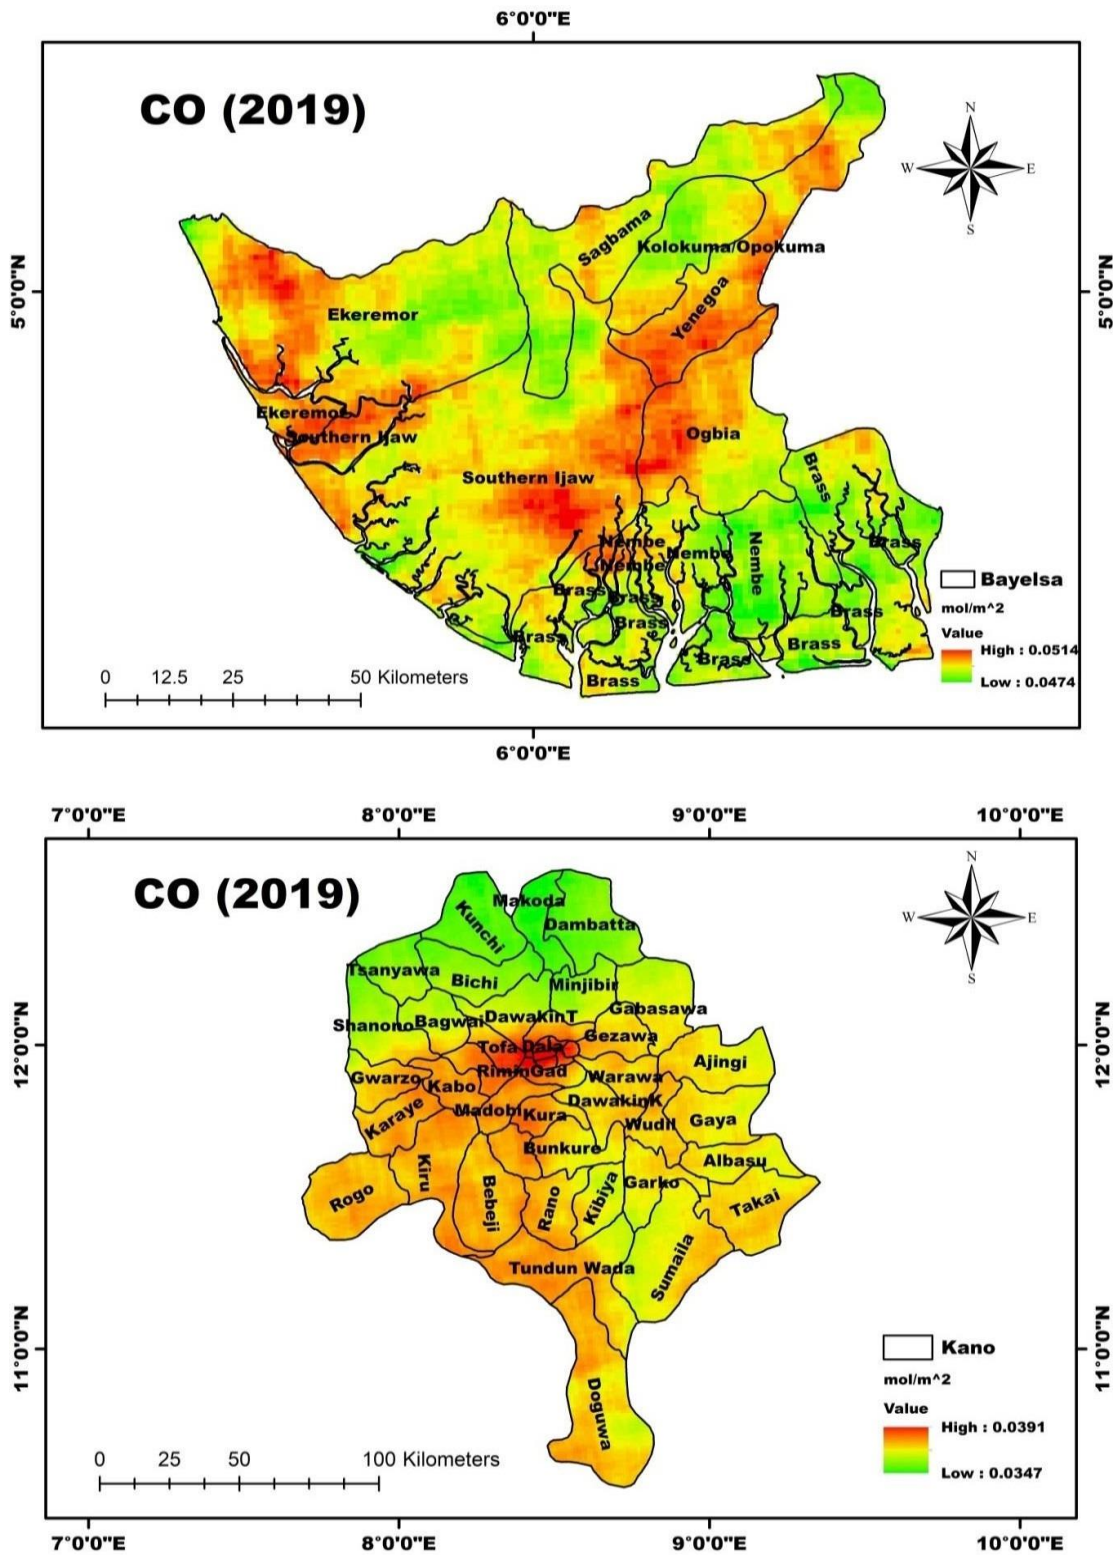 6°0'0"E
CO (2019)
N
W
E
S
5°0'0"N
5°0'0"N
Sagbama
Kolokuma/Opokuma
Yenegoa
Ekeremor
Ekeremor
Southern Ijaw
Ogbia
Southern Ijaw
Brass
Brass
Nembe
Nembe
Nembe
Nembe
Brass
Brass
Brass
Brass
Brass
Brass
Brass
Brass
Bayelsa
mol/m^2
Value
High : 0.0514
Low : 0.0474
0 12.5 25 50 Kilometers
6°0'0"E
7°0'0"E 8°0'0"E 9°0'0"E 10°0'0"E
CO (2019)
N
W
E
S
Makoda
Kunchi
Dambatta
Tsanyawa
Bichi
Minjibir
Gabasawa
Shanono
Bagwai
DawakinT
Gezawa
12°0'0"N
12°0'0"N
Tofa
Dala
Ajingi
Gwarzo
Kabo
RiminGad
Warawa
Karaye
Madobi
Kura
DawakinK
Wudil
Gaya
Bunkure
Albasu
Rogo
Kiru
Bebeji
Rano
Kibiya
Garko
Takai
Tundun Wada
Sumaila
11°0'0"N
11°0'0"N
Doguwa
Kano
mol/m^2
Value
High : 0.0391
Low : 0.0347
0 25 50 100 Kilometers
7°0'0"E 8°0'0"E 9°0'0"E 10°0'0"E